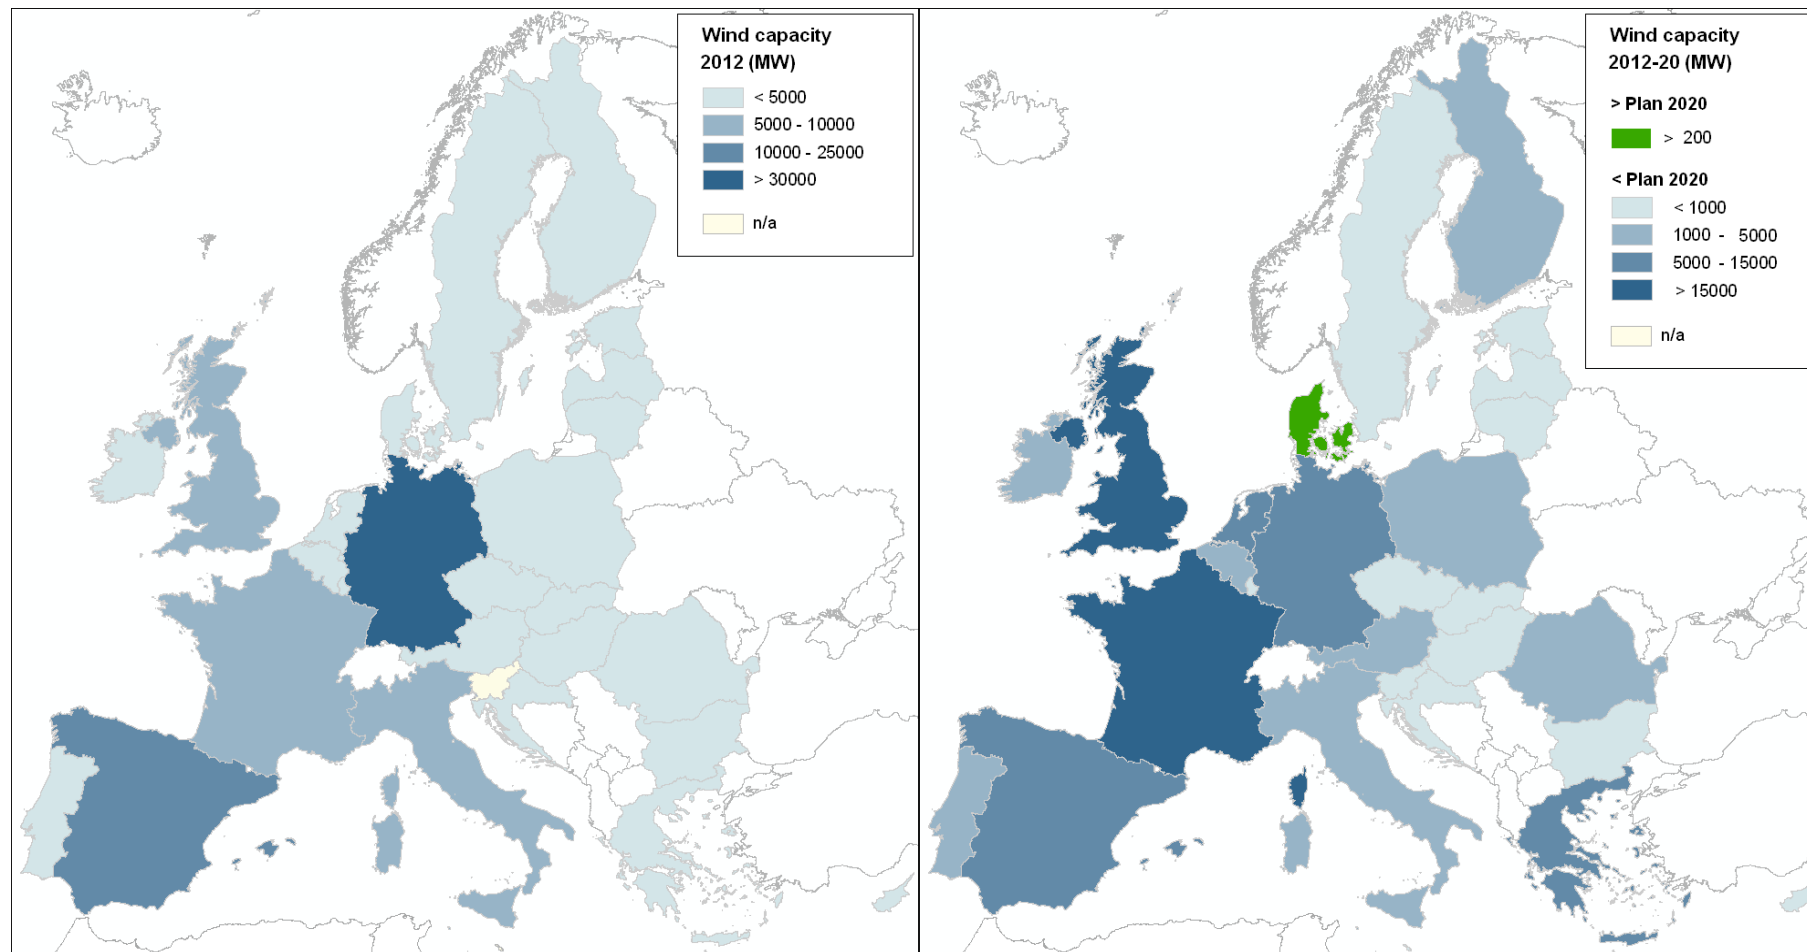 Wind capacity
2012 (MW)
< 5000
5000 - 10000
10000 - 25000
> 30000
n/a
Wind capacity
2012-20 (MW)
> Plan 2020
> 200
< Plan 2020
< 1000
1000 - 5000
5000 - 15000
> 15000
n/a